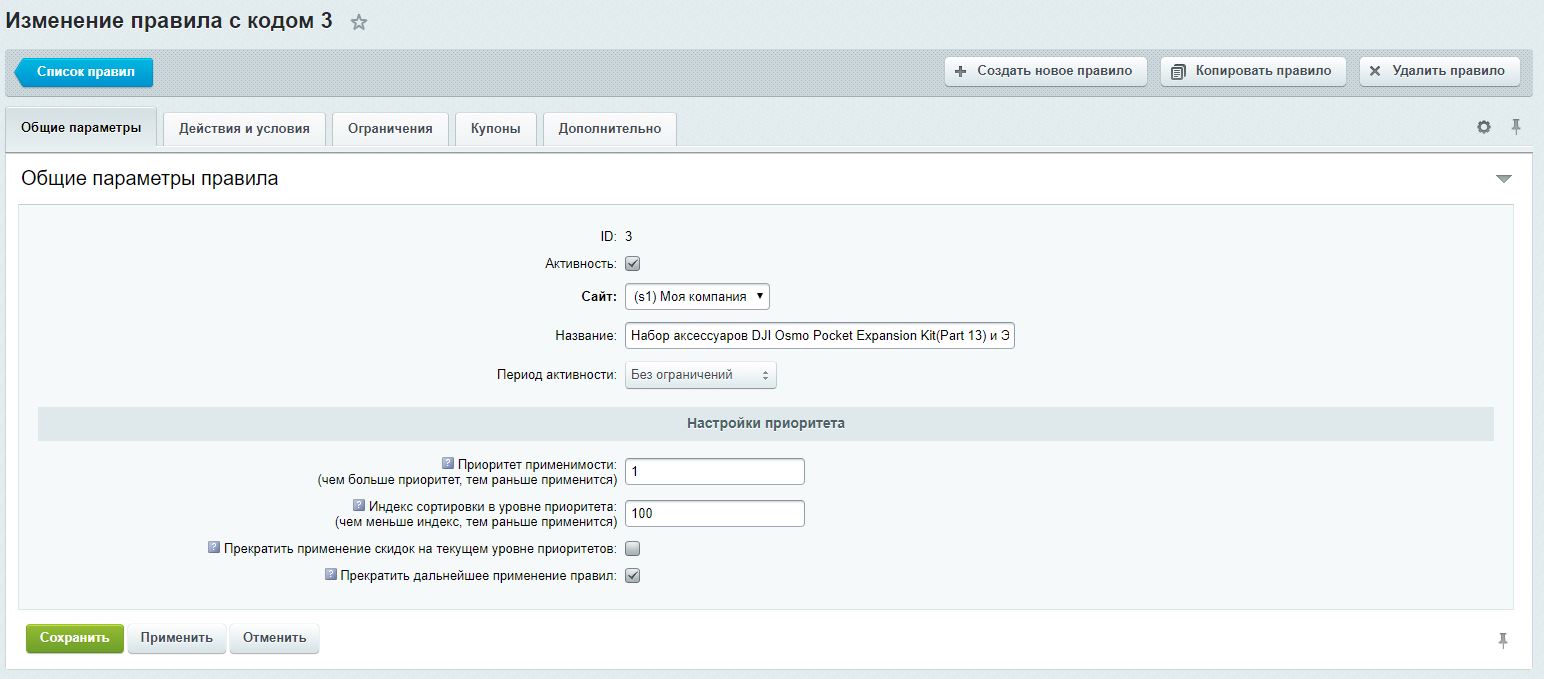 Изменение правила с кодом 3
Список правил
Создать новое правило
Копировать правило
Удалить правило
Общие параметры
Действия и условия
Ограничения
Купоны
Дополнительно
Общие параметры правила
ID: 3
Активность:
Сайт: (s1) Моя компания
Название: Набор аксессуаров DJI Osmo Pocket Expansion Kit(Part 13) и Э
Период активности: Без ограничений
Настройки приоритета
? Приоритет применимости: 1
(чем больше приоритет, тем раньше применится)
? Индекс сортировки в уровне приоритета: 100
(чем меньше индекс, тем раньше применится)
? Прекратить применение скидок на текущем уровне приоритетов:
? Прекратить дальнейшее применение правил:
Сохранить
Применить
Отменить